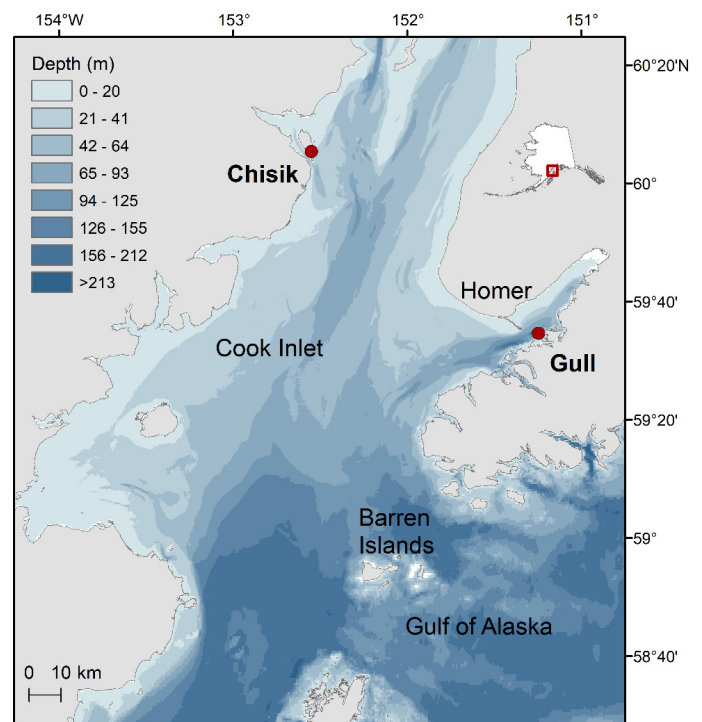 154°W 153° 152° 151°
Depth (m)
0 - 20
21 - 41
42 - 64
65 - 93
94 - 125
126 - 155
156 - 212
>213
60°20'N
Chisik
60°
Homer
59°40'
Cook Inlet
Gull
59°20'
Barren
Islands
59°
Gulf of Alaska
58°40'
0 10 km